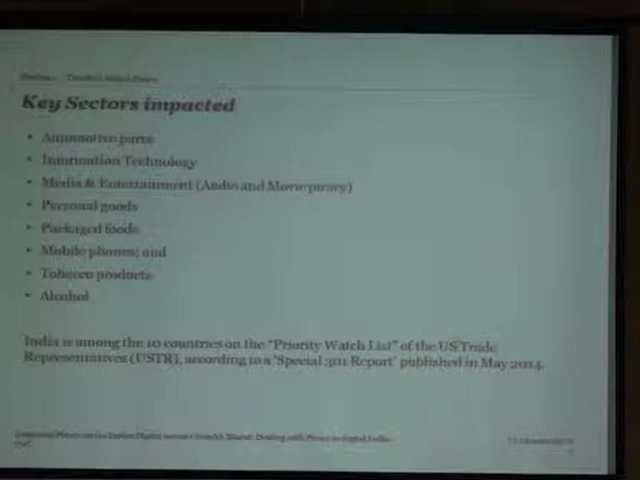 Key Sectors impacted
• Automotive parts
• Information Technology
• Media & Entertainment (Audio and Movie piracy)
• Personal goods
• Packaged foods
• Mobile phones; and
• Tobacco products
• Alcohol
India is among the 10 countries on the "Priority Watch List" of the US Trade
Representatives (USTR), according to a 'Special 301 Report' published in May 2014.
PwC